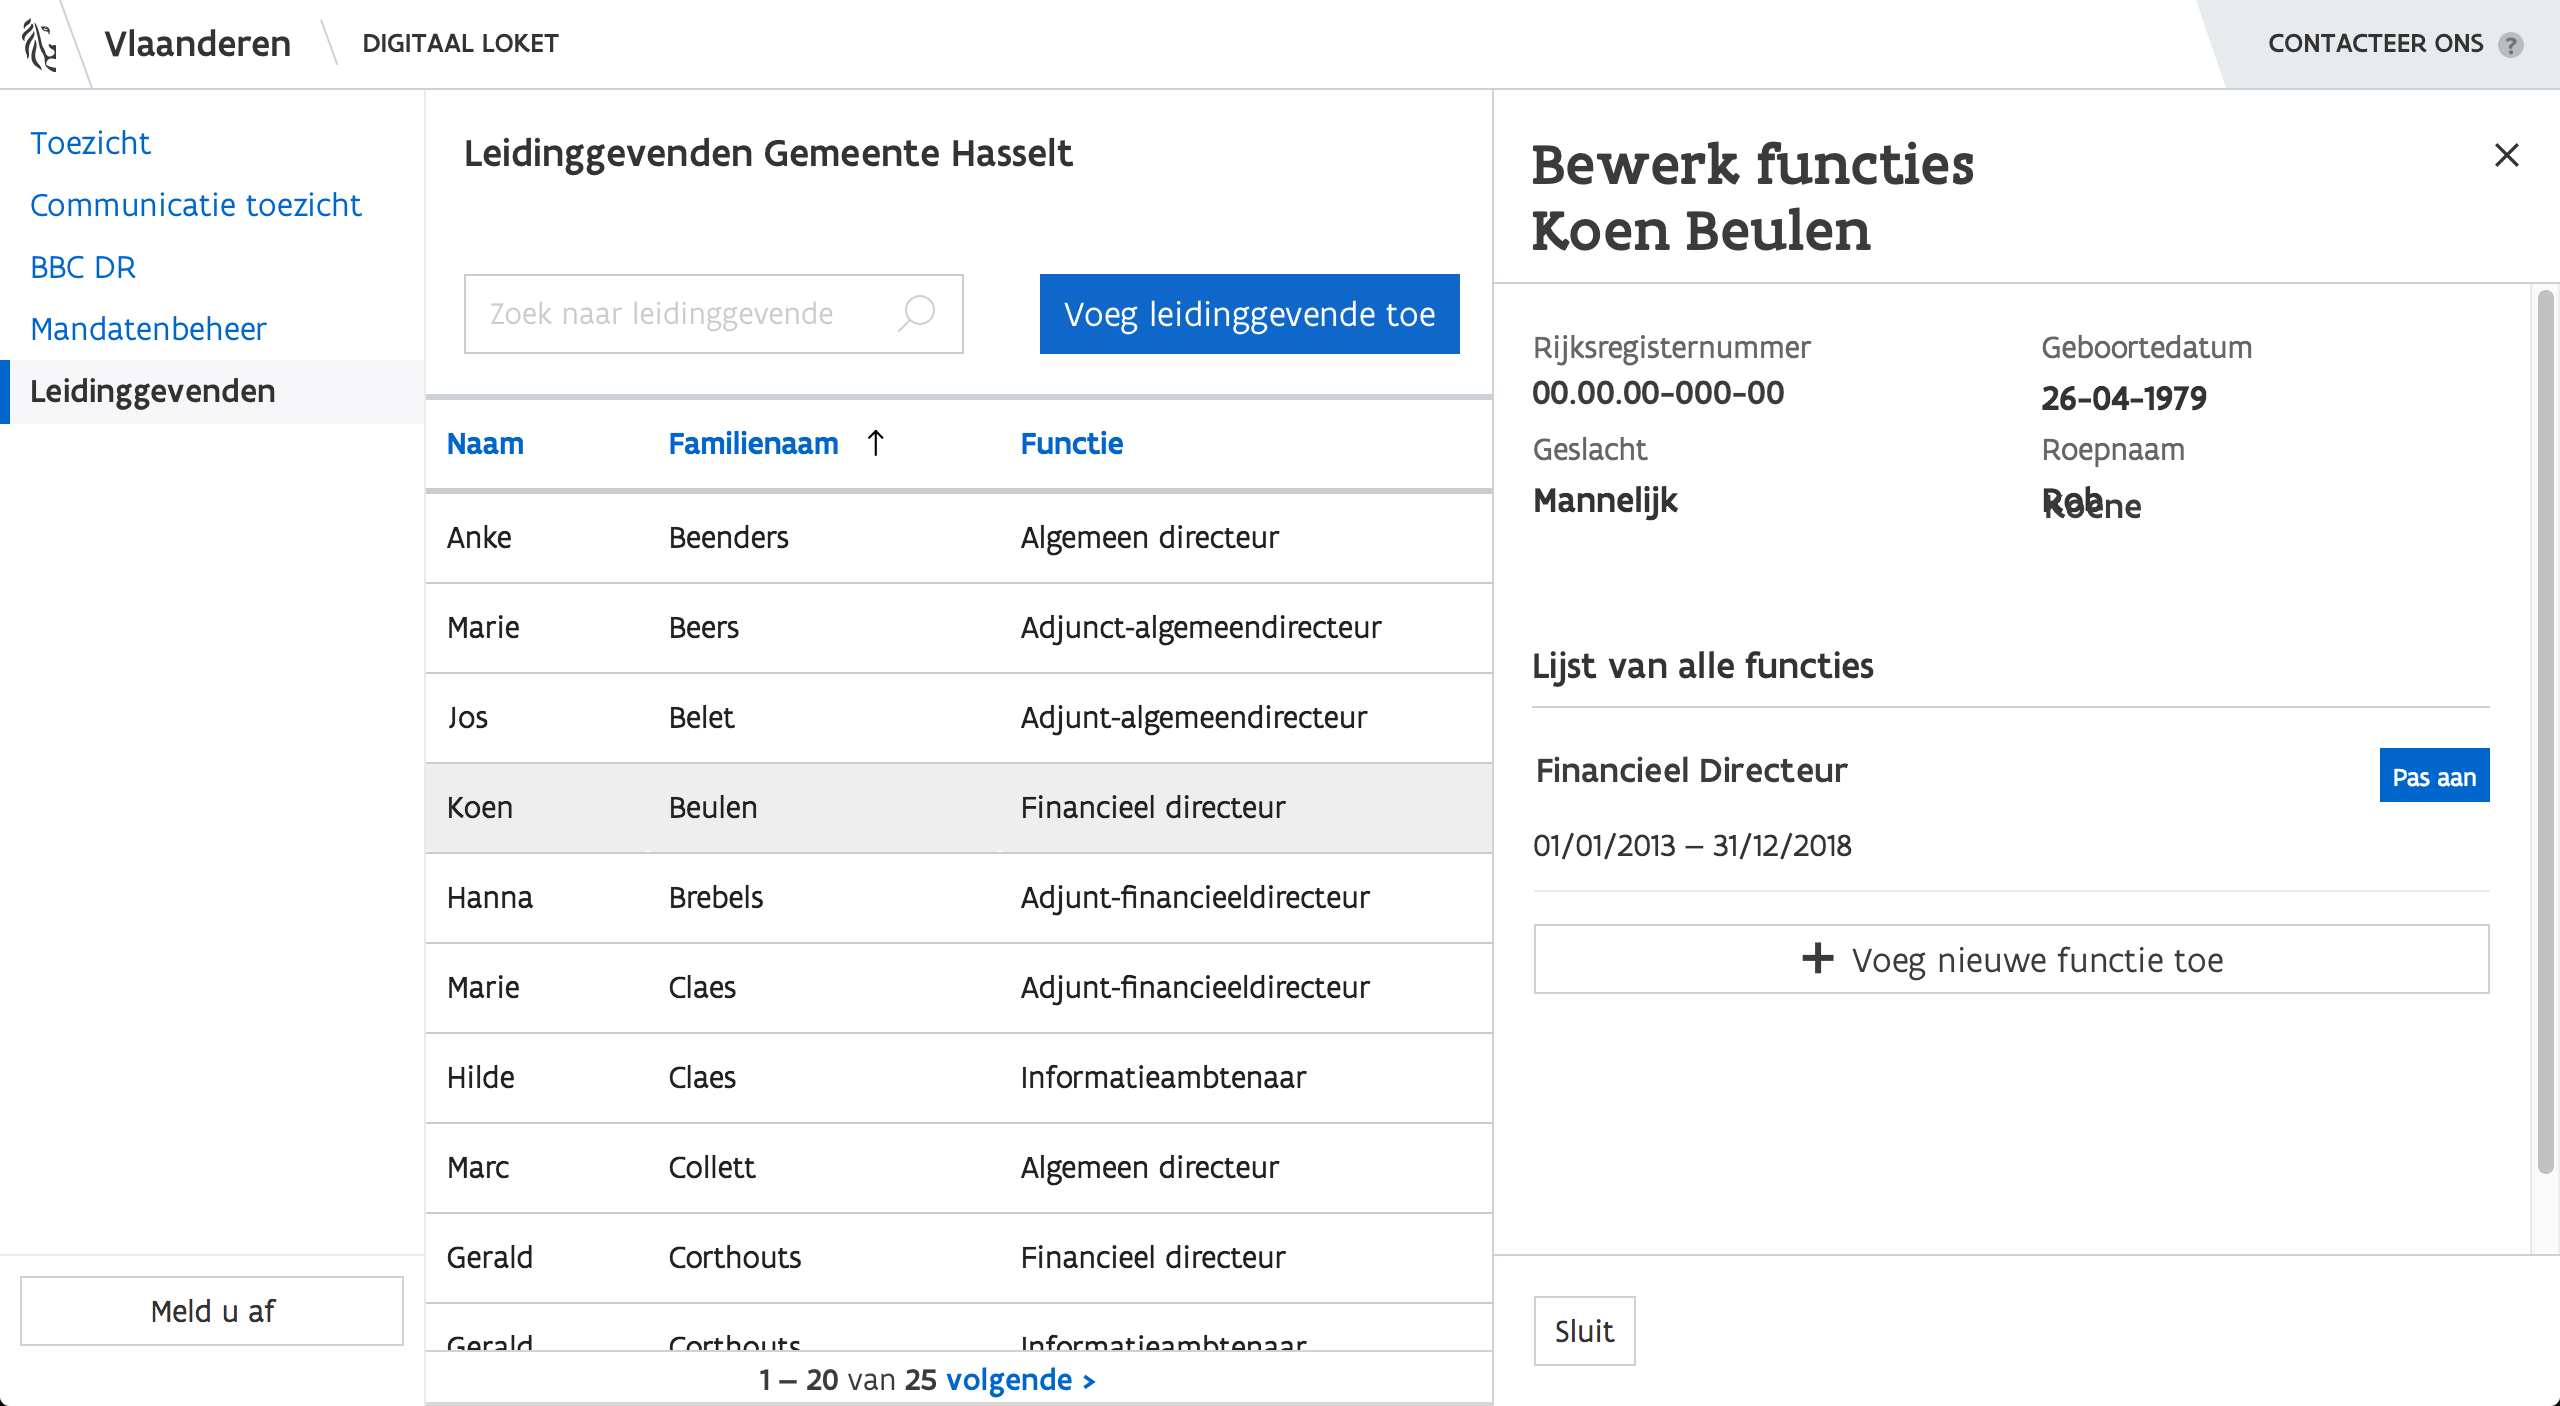 Vlaanderen DIGITAAL LOKET
CONTACTEER ONS ?
Toezicht
Communicatie toezicht
BBC DR
Mandatenbeheer
Leidinggevenden
Meld u af
Leidinggevenden Gemeente Hasselt
Zoek naar leidinggevende
Voeg leidinggevende toe
Naam Familienaam ↑ Functie
Anke Beenders Algemeen directeur
Marie Beers Adjunct-algemeendirecteur
Jos Belet Adjunt-algemeendirecteur
Koen Beulen Financieel directeur
Hanna Brebels Adjunt-financieeldirecteur
Marie Claes Adjunt-financieeldirecteur
Hilde Claes Informatieambtenaar
Marc Collett Algemeen directeur
Gerald Corthouts Financieel directeur
Gerald Corthouts Informatieambtenaar
1 – 20 van 25 volgende >
Bewerk functies
Koen Beulen
Rijksregisternummer
00.00.00-000-00
Geboortedatum
26-04-1979
Geslacht
Mannelijk
Roepnaam
Rob
Koene
Lijst van alle functies
Financieel Directeur
Pas aan
01/01/2013 – 31/12/2018
+ Voeg nieuwe functie toe
Sluit